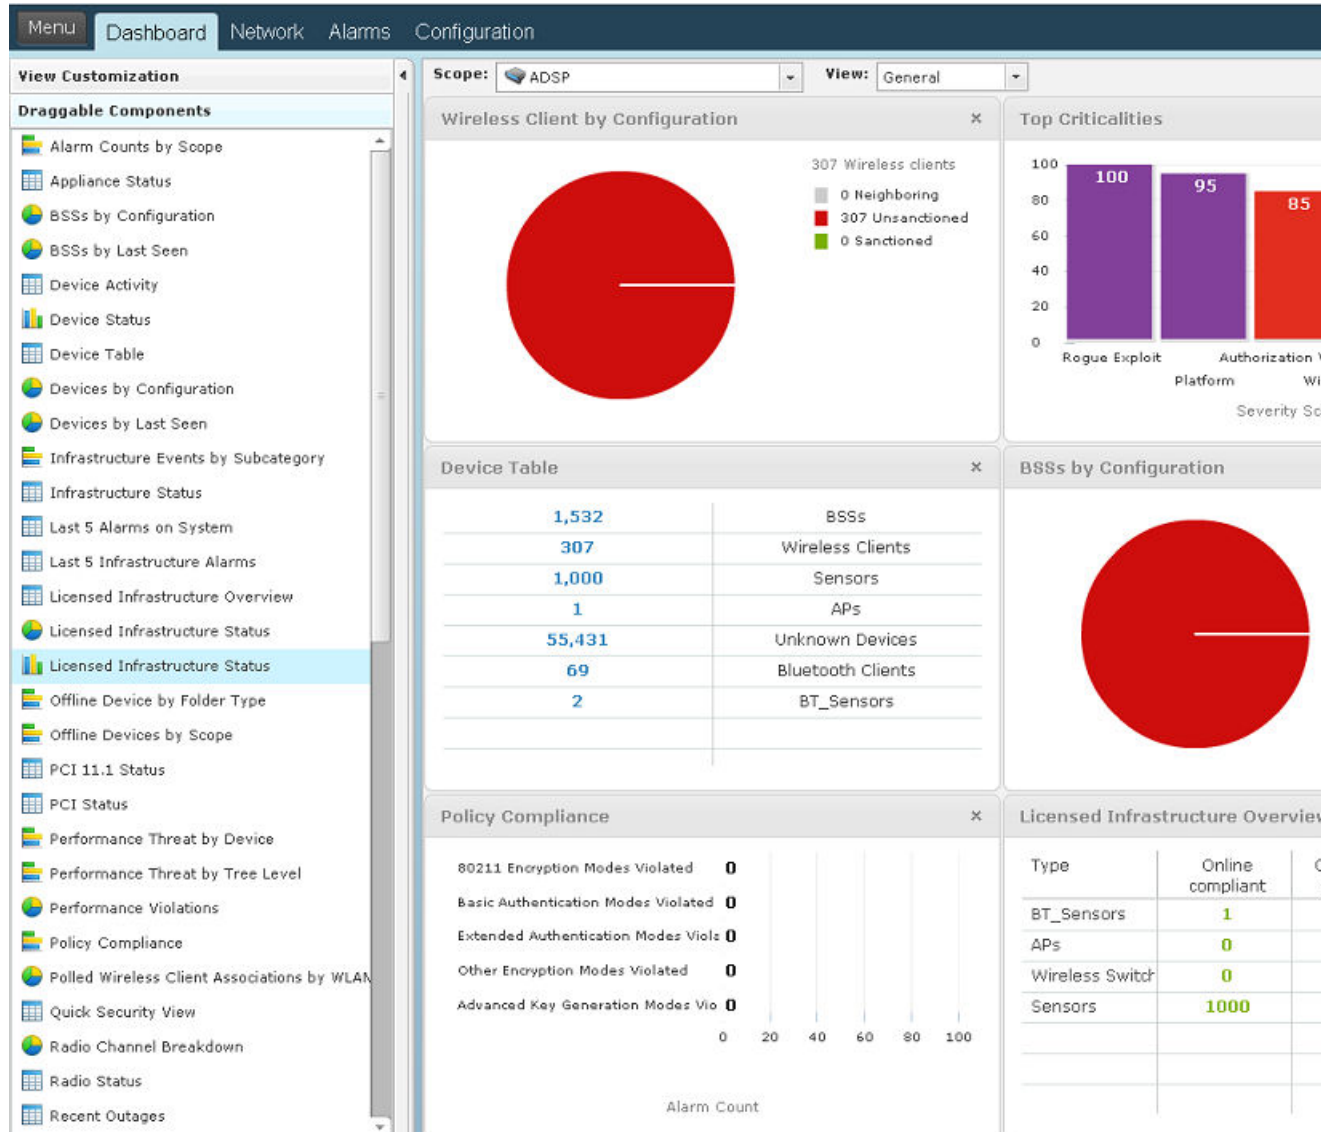 Menu Dashboard Network Alarms Configuration
View Customization
Draggable Components
Alarm Counts by Scope
Appliance Status
BSSs by Configuration
BSSs by Last Seen
Device Activity
Device Status
Device Table
Devices by Configuration
Devices by Last Seen
Infrastructure Events by Subcategory
Infrastructure Status
Last 5 Alarms on System
Last 5 Infrastructure Alarms
Licensed Infrastructure Overview
Licensed Infrastructure Status
Licensed Infrastructure Status
Offline Device by Folder Type
Offline Devices by Scope
PCI 11.1 Status
PCI Status
Performance Threat by Device
Performance Threat by Tree Level
Performance Violations
Policy Compliance
Polled Wireless Client Associations by WLAN
Quick Security View
Radio Channel Breakdown
Radio Status
Recent Outages
Scope: ADSP View: General
Wireless Client by Configuration
307 Wireless clients
0 Neighboring
307 Unsanctioned
0 Sanctioned
Top Criticalities
100
80
60
40
20
0
100
95
85
Rogue Exploit
Authorization
Platform
Wi
Severity Sc
Device Table
1,532 BSSs
307 Wireless Clients
1,000 Sensors
1 APs
55,431 Unknown Devices
69 Bluetooth Clients
2 BT_Sensors
BSSs by Configuration
Policy Compliance
80211 Encryption Modes Violated 0
Basic Authentication Modes Violated 0
Extended Authentication Modes Viola 0
Other Encryption Modes Violated 0
Advanced Key Generation Modes Vio 0
0 20 40 60 80 100
Alarm Count
Licensed Infrastructure Overview
Type Online compliant
BT_Sensors 1
APs 0
Wireless Switch 0
Sensors 1000